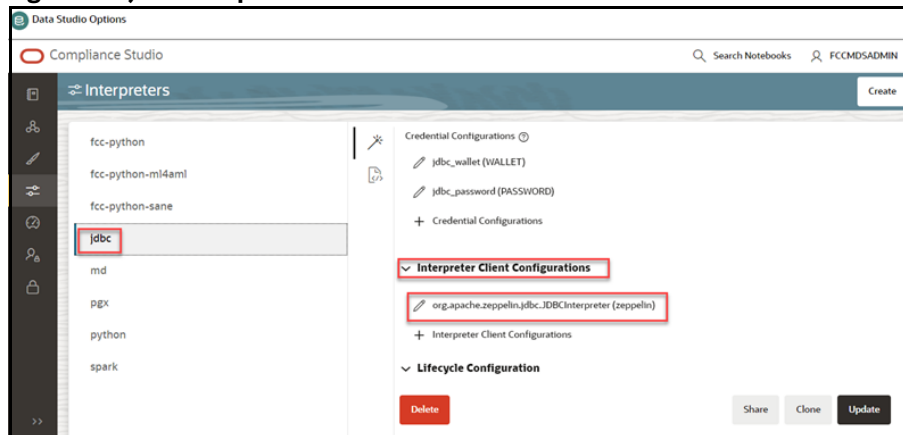 Data Studio Options
Compliance Studio
Search Notebooks
FCCMDSADMIN
Interpreters
Create
fcc-python
fcc-python-ml4aml
fcc-python-sane
jdbc
md
pgx
python
spark
Credential Configurations
jdbc_wallet (WALLET)
jdbc_password (PASSWORD)
+ Credential Configurations
Interpreter Client Configurations
org.apache.zeppelin.jdbc.JDBCInterpreter (zeppelin)
+ Interpreter Client Configurations
Lifecycle Configuration
Delete
Share
Clone
Update